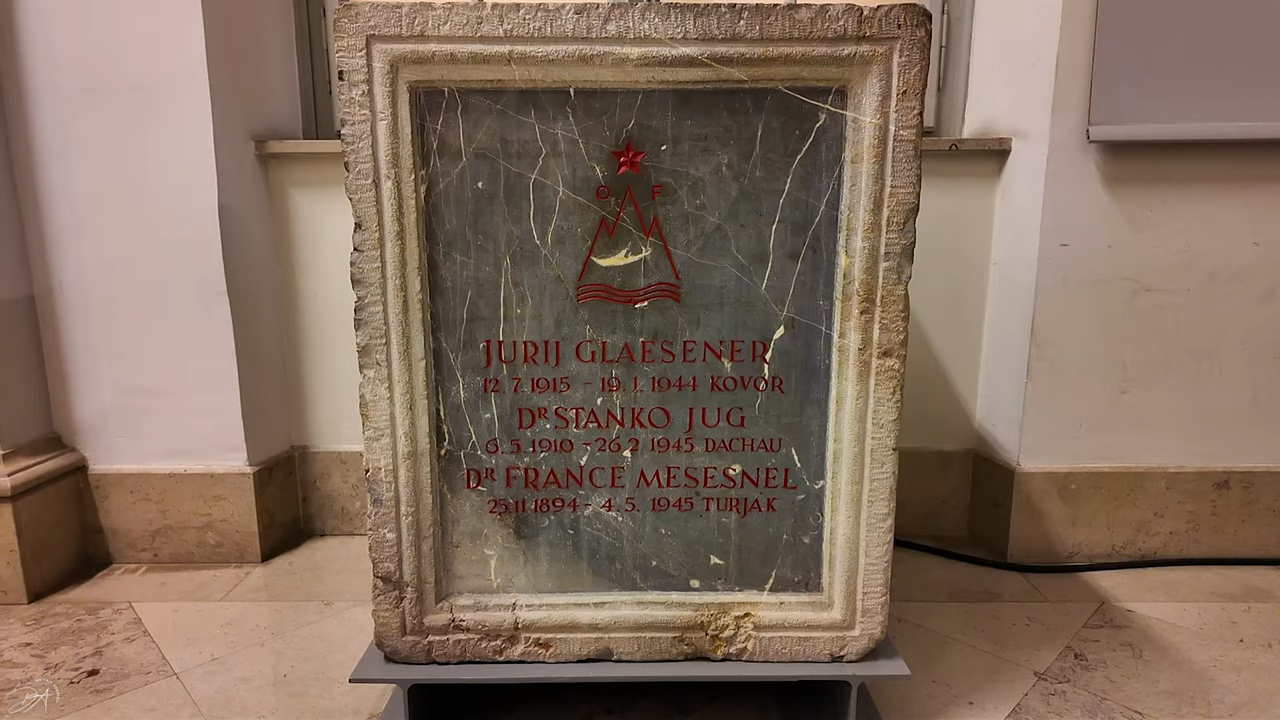 O F
JURIJ GLAESENER
12. 7. 1915 - 19. 1. 1944 KOVOR
DR STANKO JUG
6. 5. 1910 - 26. 2. 1945 DACHAU
DR FRANCE MESESNEL
25. 11. 1894 - 4. 5. 1945 TURJAK
DA